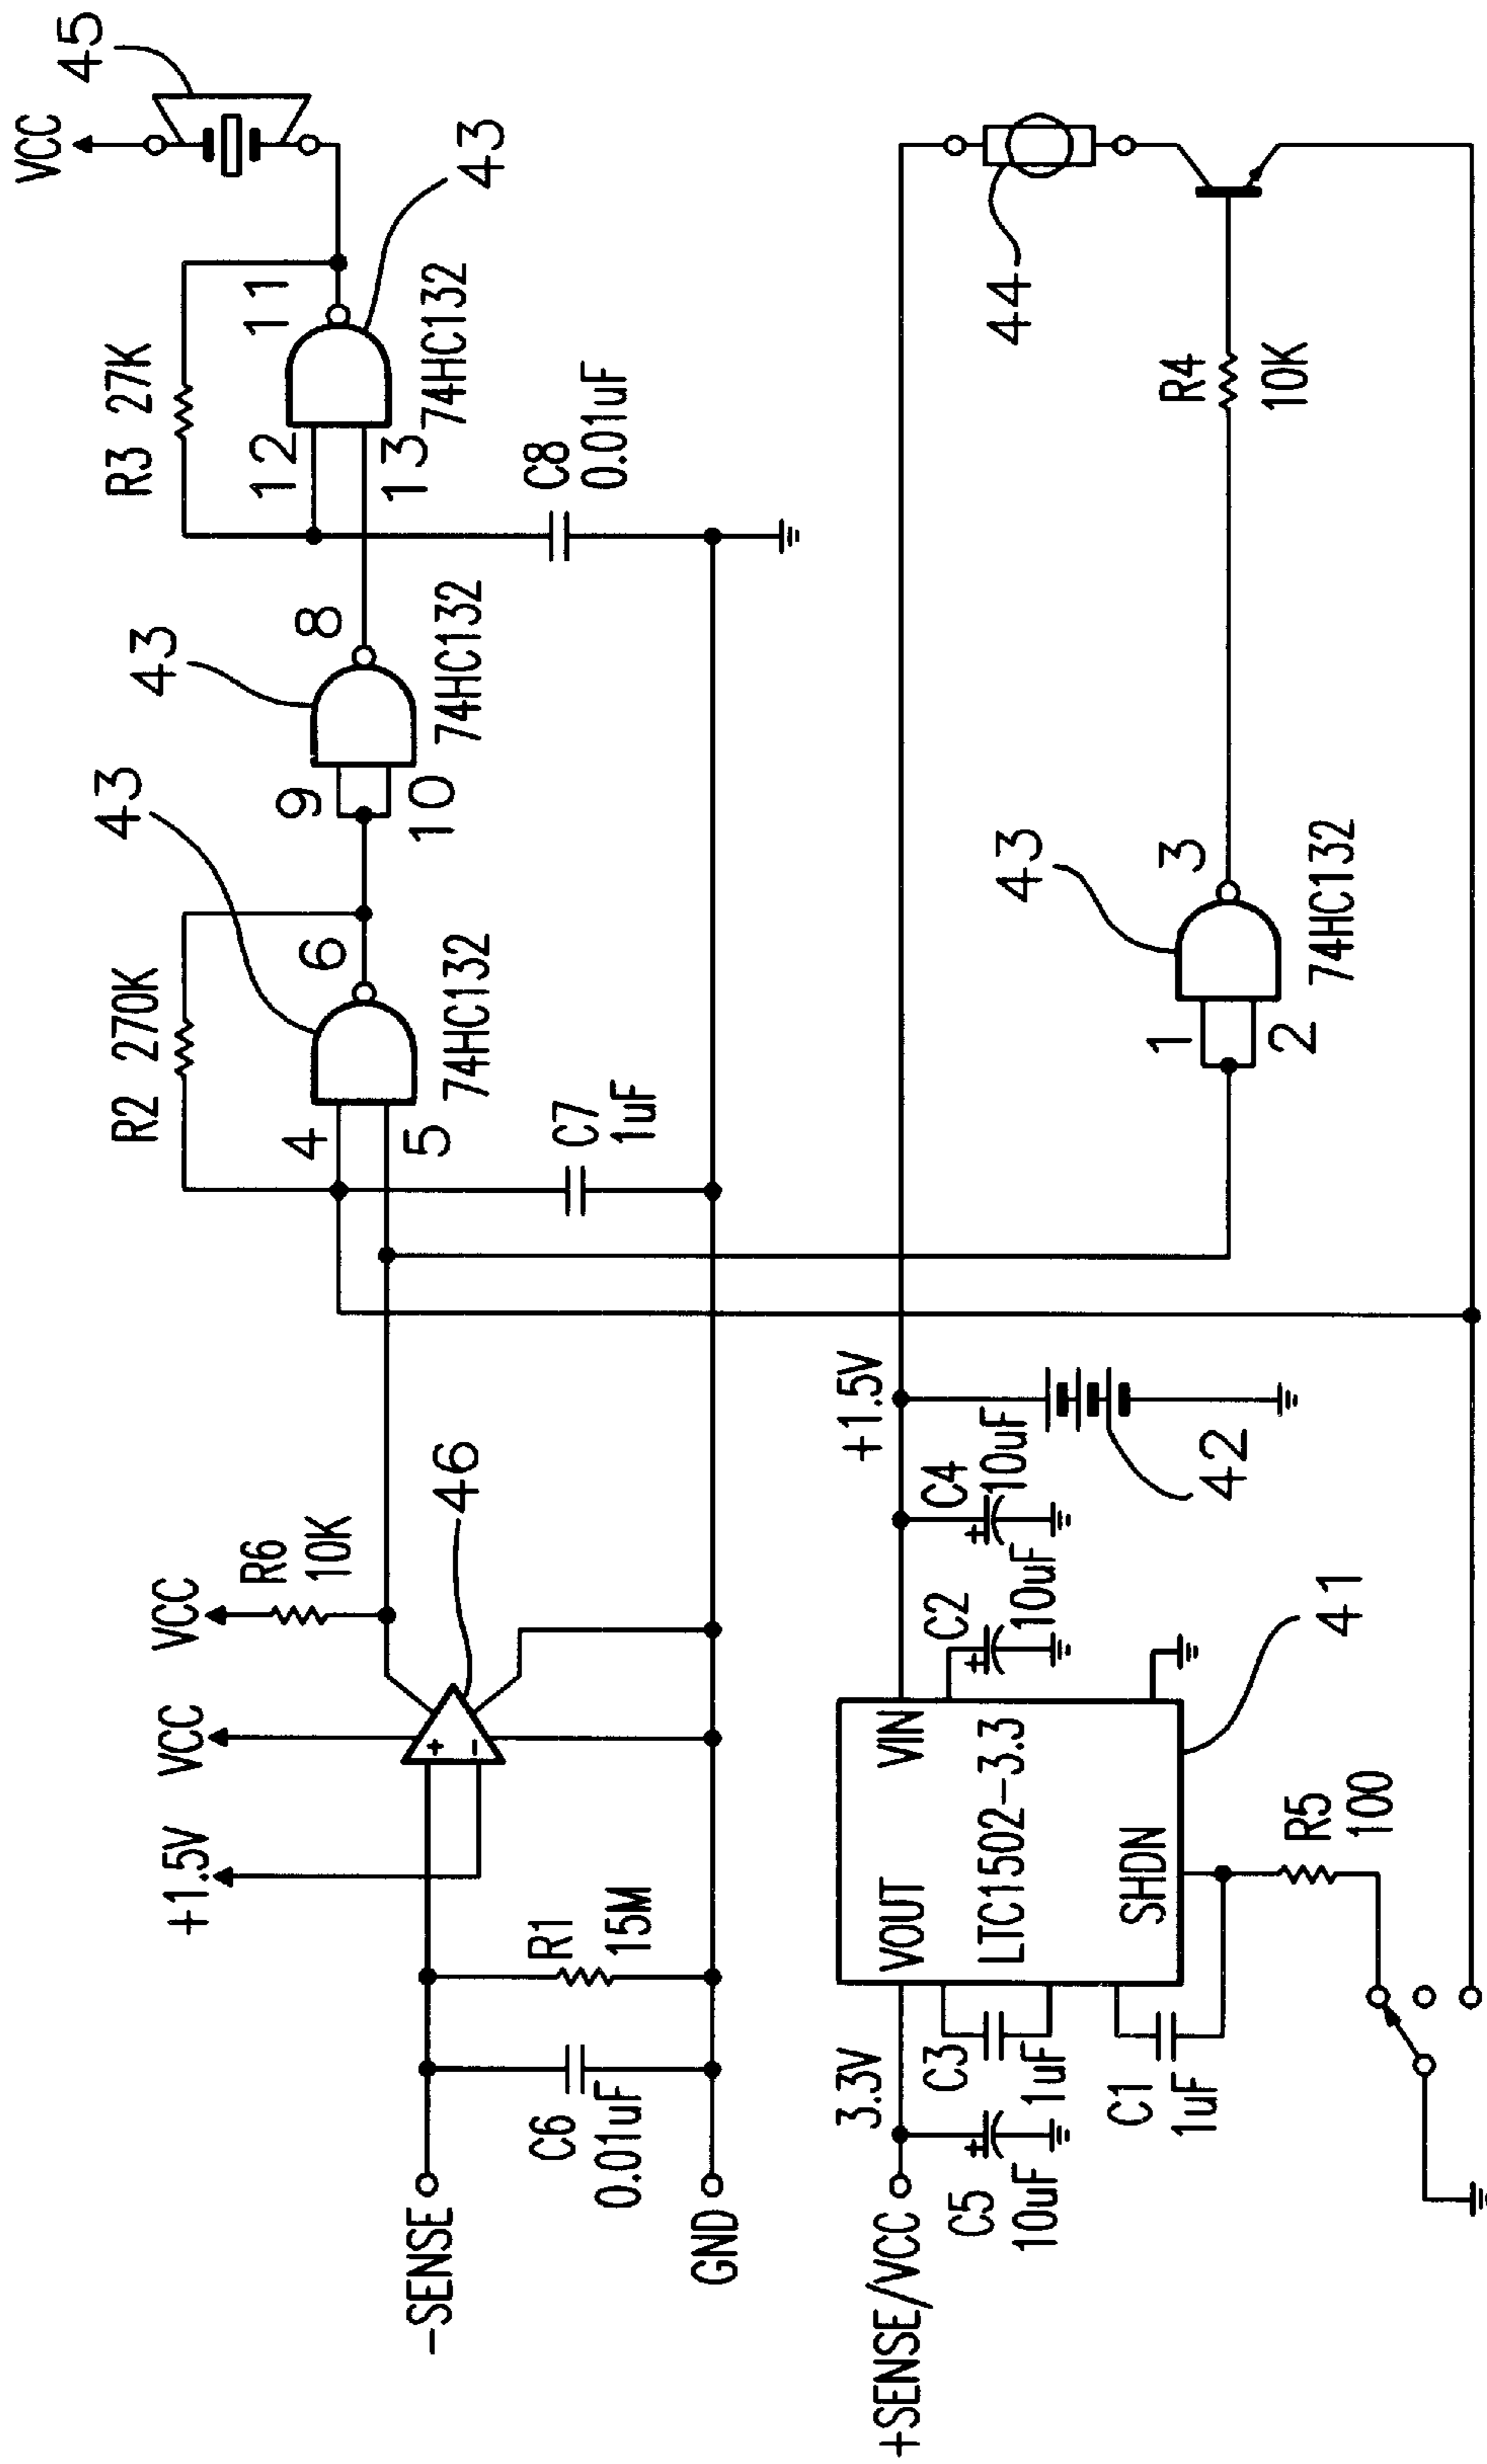 VCC
45
R3 27K
11
12
13
74HC132
43
C8
0.01uF
43
8
9
10
74HC132
43
R2 270K
6
4
5
74HC132
C7
1uF
VCC
R6
10K
46
VCC
+1.5V
R1
15M
C6
0.01uF
-SENSE
GND
44
R4
10K
43
3
1
2
74HC132
+1.5V
42
C4
10uF
C2
10uF
41
VIN
VOUT
LTC1502-3.3
SHDN
R5
100
3.3V
C3
1uF
C1
1uF
C5
10uF
+SENSE/VCC